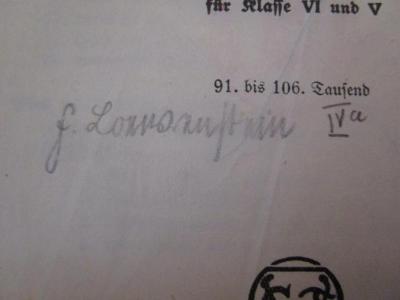 für Klasse VI und V
91. bis 106. Tausend
f. Loewenstein IVa